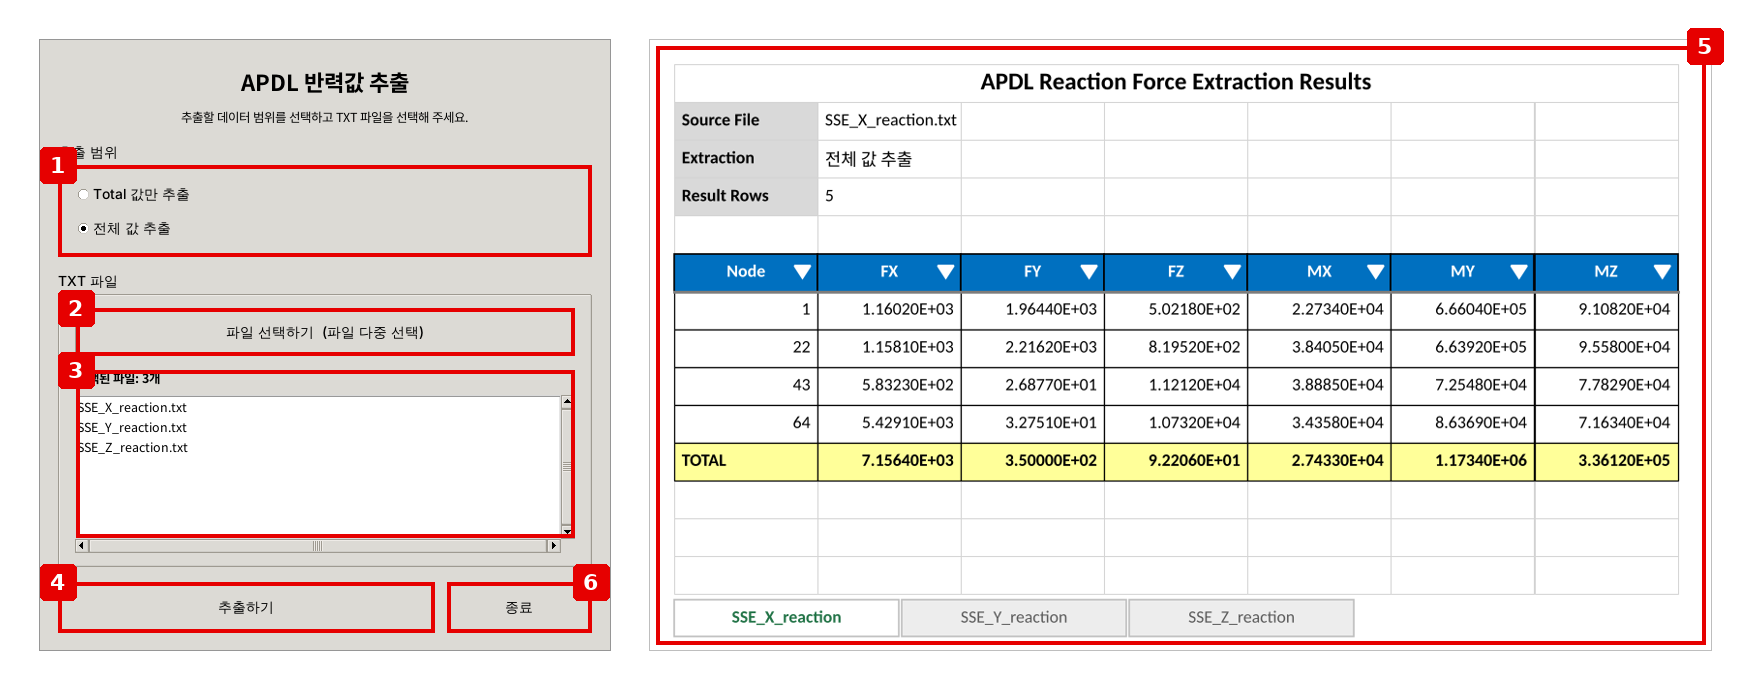 APDL 반력값 추출
추출할 데이터 범위를 선택하고 TXT 파일을 선택해 주세요.
출 범위
1
Total 값만 추출
전체 값 추출
TXT 파일
2
파일 선택하기 (파일 다중 선택)
3
된 파일: 3개
SSE_X_reaction.txt
SSE_Y_reaction.txt
SSE_Z_reaction.txt
4
추출하기
6
종료
5
APDL Reaction Force Extraction Results
Source File SSE_X_reaction.txt
Extraction 전체 값 추출
Result Rows 5
Node FX FY FZ MX MY MZ
1 1.16020E+03 1.96440E+03 5.02180E+02 2.27340E+04 6.66040E+05 9.10820E+04
22 1.15810E+03 2.21620E+03 8.19520E+02 3.84050E+04 6.63920E+05 9.55800E+04
43 5.83230E+02 2.68770E+01 1.12120E+04 3.88850E+04 7.25480E+04 7.78290E+04
64 5.42910E+03 3.27510E+01 1.07320E+04 3.43580E+04 8.63690E+04 7.16340E+04
TOTAL 7.15640E+03 3.50000E+02 9.22060E+01 2.74330E+04 1.17340E+06 3.36120E+05
SSE_X_reaction SSE_Y_reaction SSE_Z_reaction